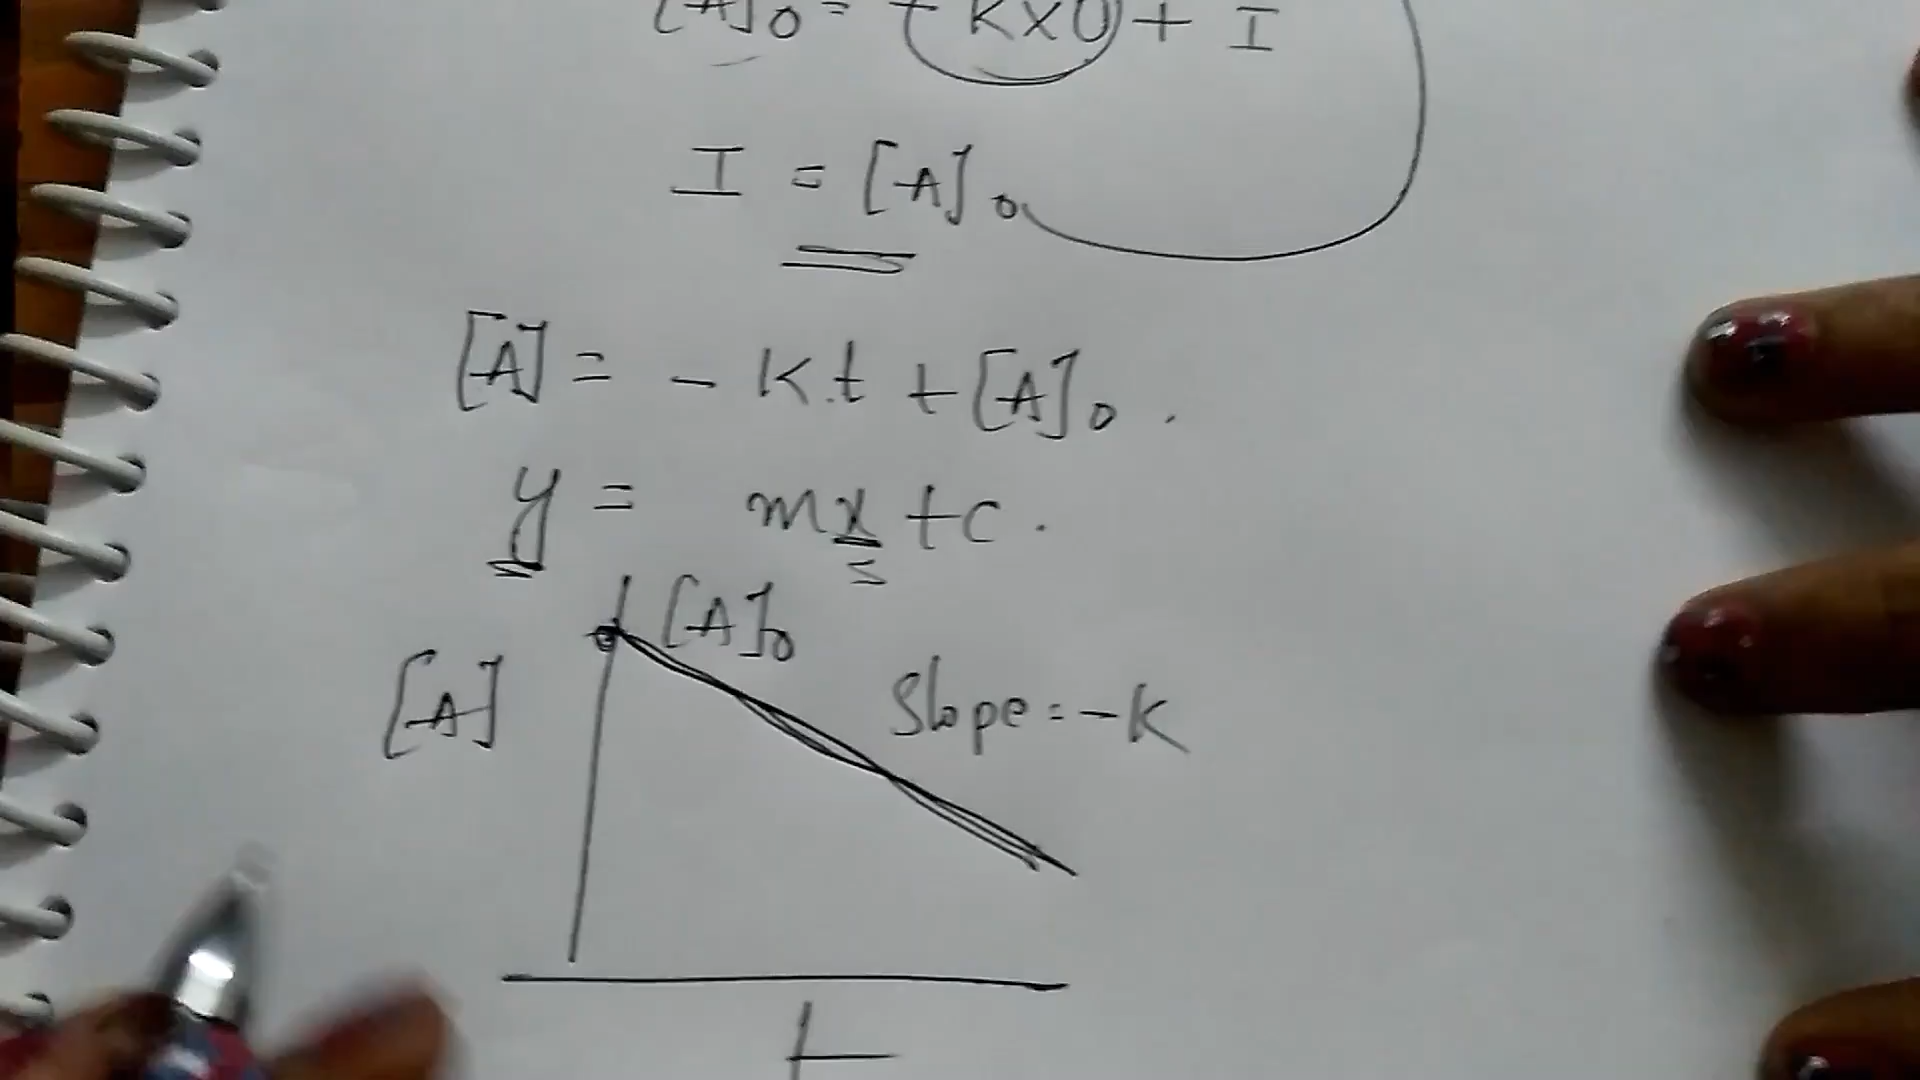 [A]0 = -K×0 + I
I = [A]0
[A] = - K.t + [A]0 .
y = mx + c .
[A]0
[A]
Slope = -K
t